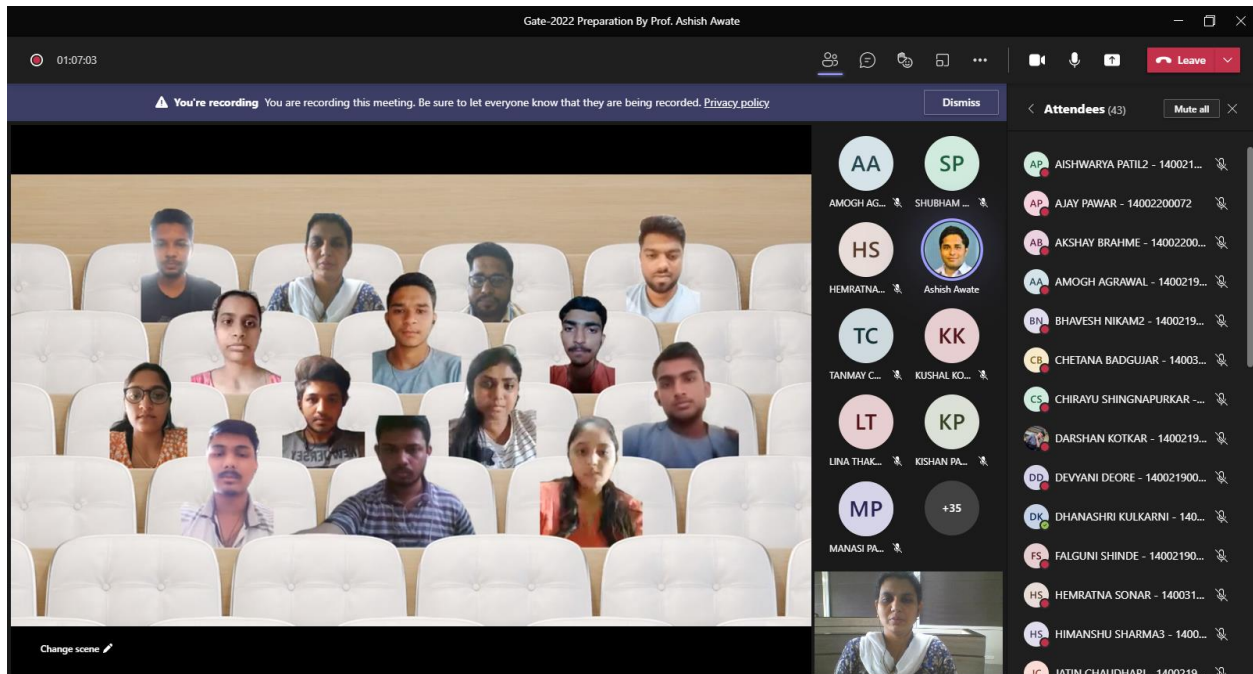 Gate-2022 Preparation By Prof. Ashish Awate
01:07:03
Leave
You're recording You are recording this meeting. Be sure to let everyone know that they are being recorded. Privacy policy
Dismiss
AA
SP
AMOGH AG...
SHUBHAM ...
HS
HEMRATNA...
Ashish Awate
TC
KK
TANMAY C...
KUSHAL KO...
LT
KP
LINA THAK...
KISHAN PA...
MP
+35
MANASI PA...
Change scene
Attendees (43)
Mute all
AP AISHWARYA PATIL2 - 140021...
AP AJAY PAWAR - 14002200072
AB AKSHAY BRAHME - 14002200...
AA AMOGH AGRAWAL - 1400219...
BN BHAVESH NIKAM2 - 1400219...
CB CHETANA BADGUJAR - 14003...
CS CHIRAYU SHINGNAPURKAR -...
DARSHAN KOTKAR - 1400219...
DD DEVYANI DEORE - 140021900...
DK DHANASHRI KULKARNI - 140...
FS FALGUNI SHINDE - 14002190...
HS HEMRATNA SONAR - 140031...
HS HIMANSHU SHARMA3 - 1400...
JC JATIN CHAUDHARI - 1400219...